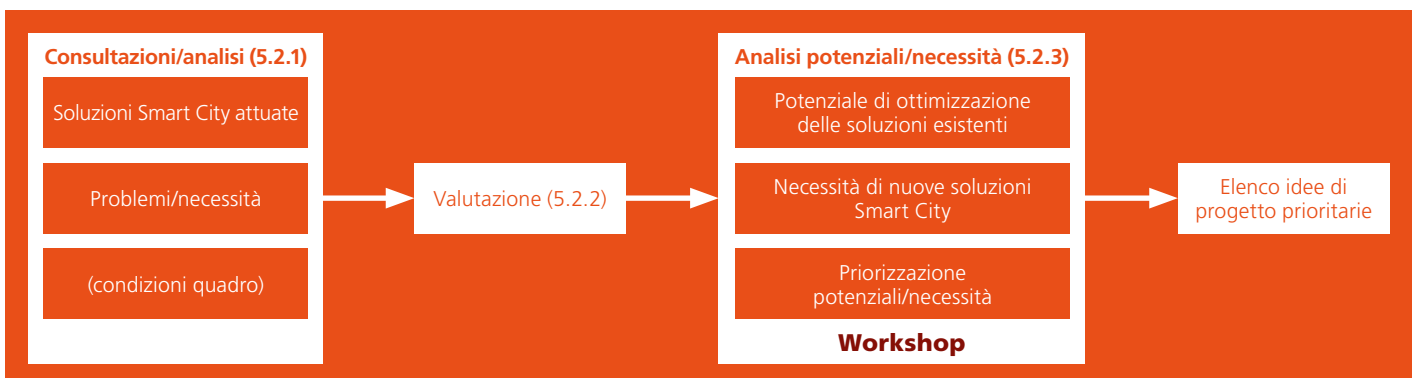 Consultazioni/analisi (5.2.1)
Soluzioni Smart City attuate
Problemi/necessità
(condizioni quadro)
Valutazione (5.2.2)
Analisi potenziali/necessità (5.2.3)
Potenziale di ottimizzazione
delle soluzioni esistenti
Necessità di nuove soluzioni
Smart City
Priorizzazione
potenziali/necessità
Workshop
Elenco idee di
progetto prioritarie